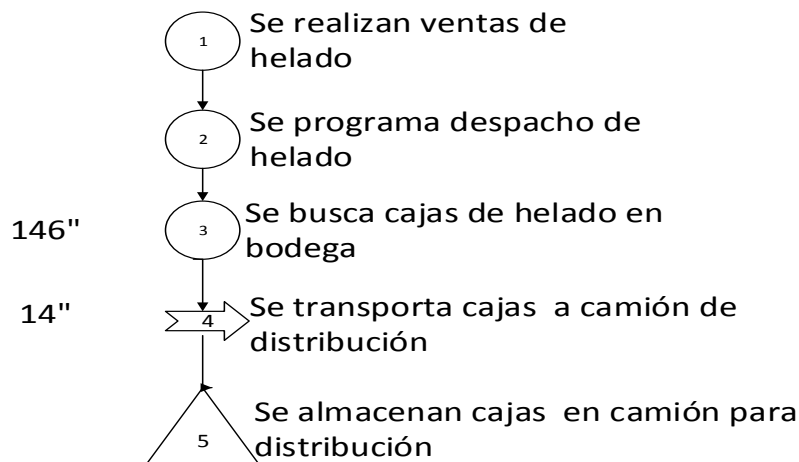 1
Se realizan ventas de
helado
2
Se programa despacho de
helado
146"
3
Se busca cajas de helado en
bodega
14"
4
Se transporta cajas a camión de
distribución
5
Se almacenan cajas en camión para
distribución